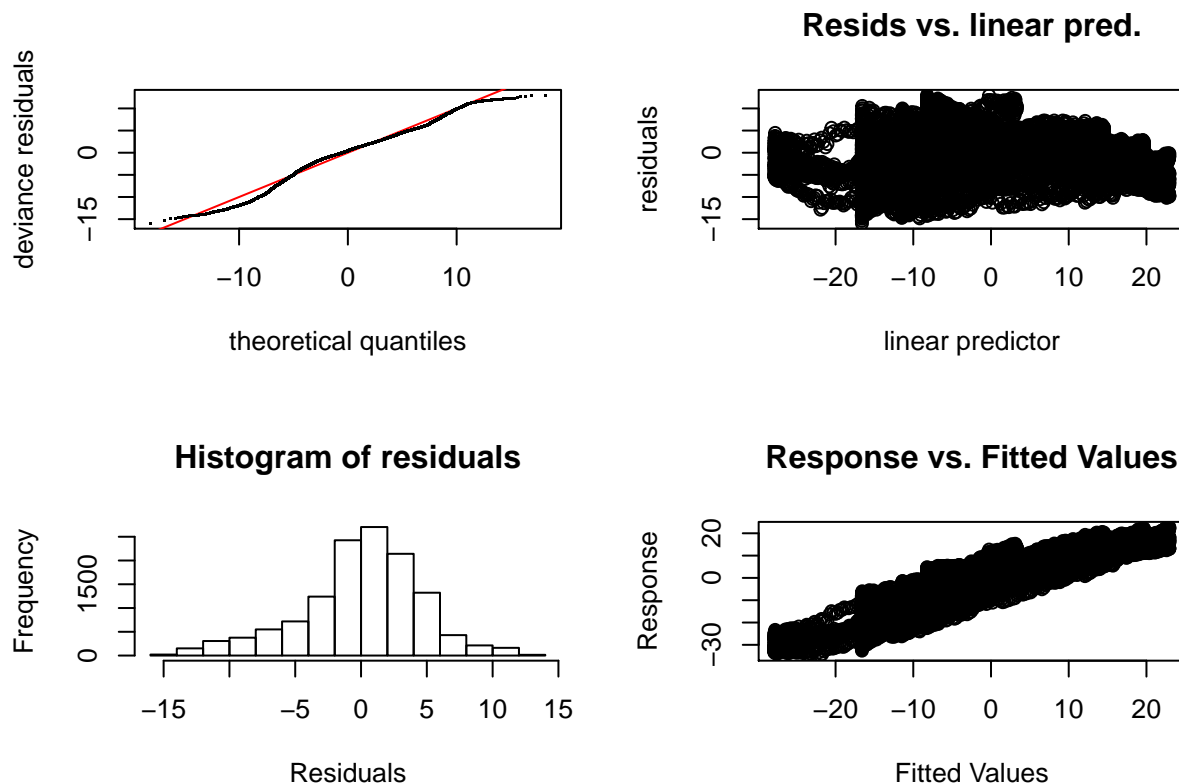 deviance residuals
0
−15
−10 0 10
theoretical quantiles
Resids vs. linear pred.
residuals
0
−15
−20 −10 0 10 20
linear predictor
Histogram of residuals
Frequency
1500
0
−15 −5 0 5 10 15
Residuals
Response vs. Fitted Values
Response
20
0
−30
−20 −10 0 10 20
Fitted Values